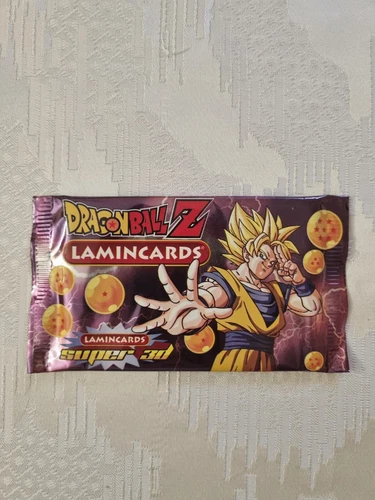 DRAGON BALL Z
LAMINCARDS
LAMINCARDS
super 3d